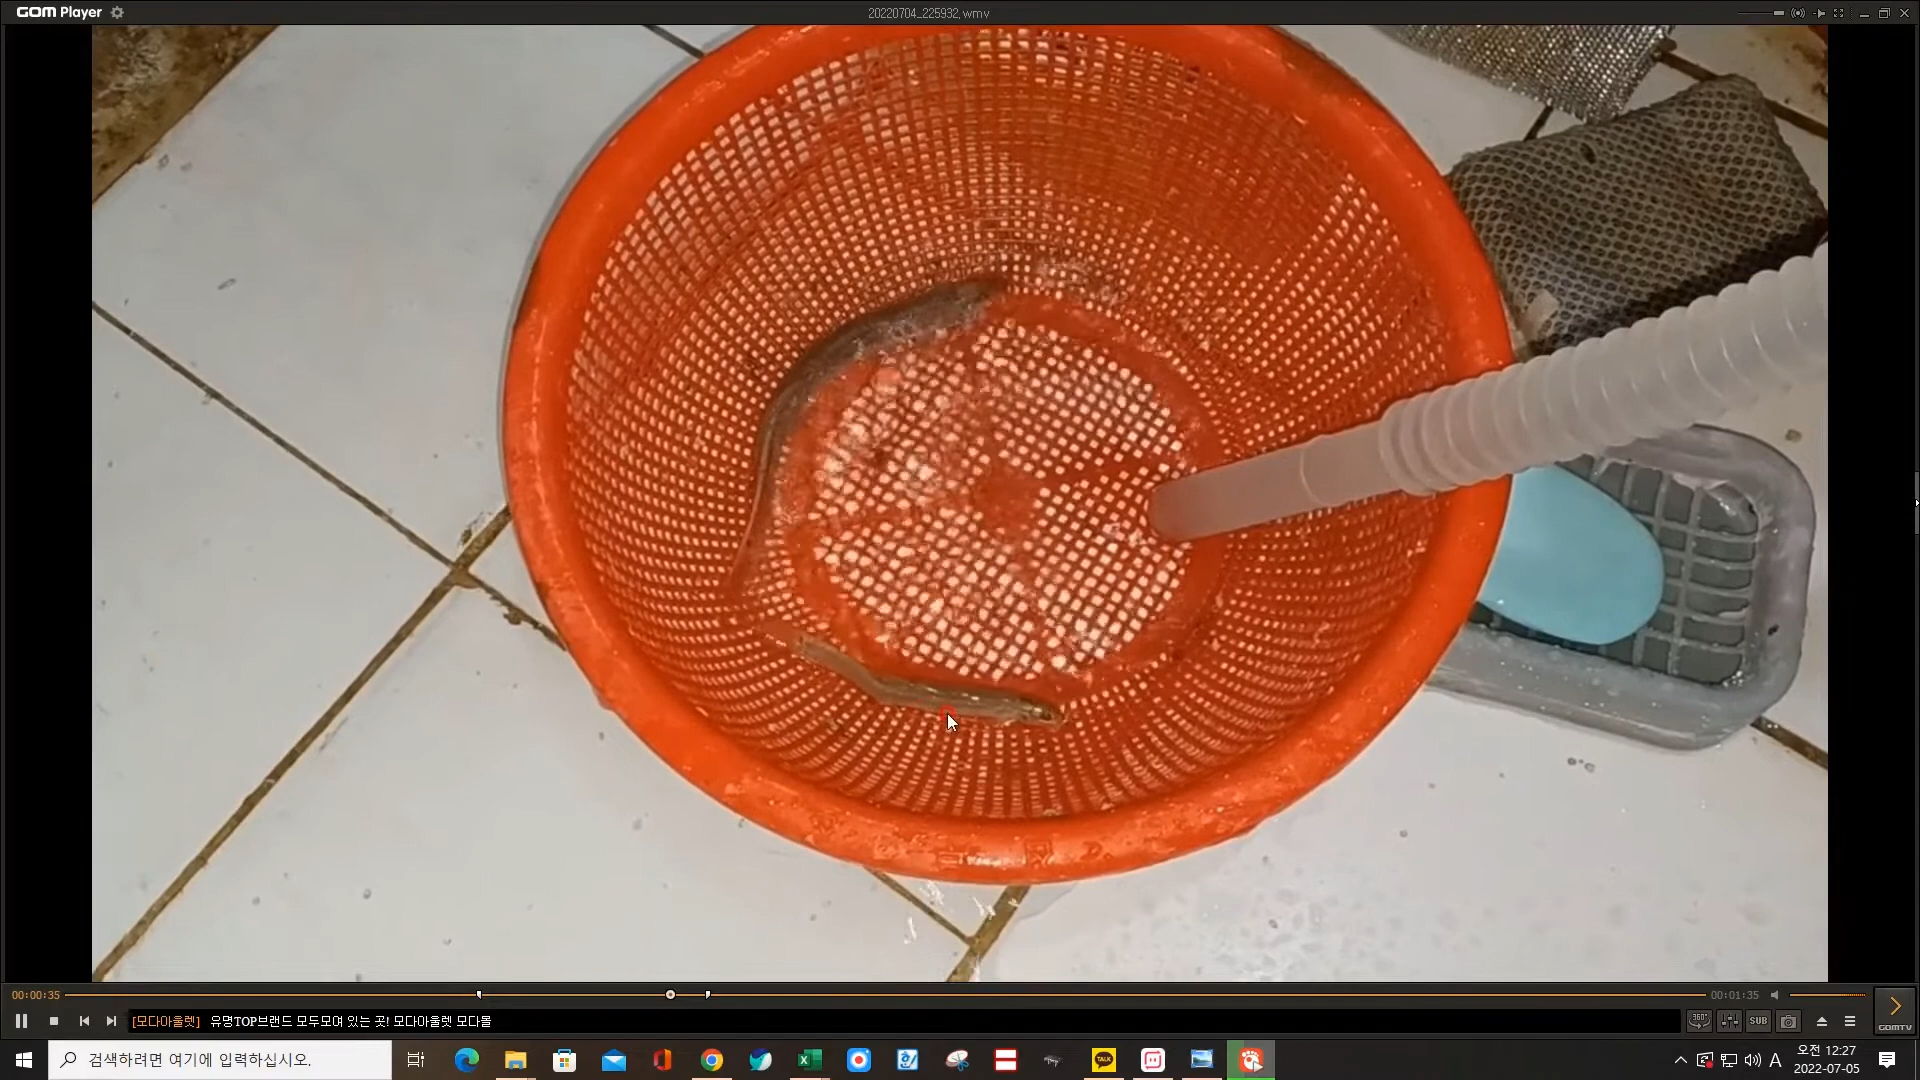 GOM Player
20220704_225932.wmv
00:00:35
00:01:35
[모다아울렛] 유명TOP브랜드 모두모여 있는 곳! 모다아울렛 모다몰
360°
SUB
GOMTV
검색하려면 여기에 입력하십시오.
TALK
A
오전 12:27
2022-07-05